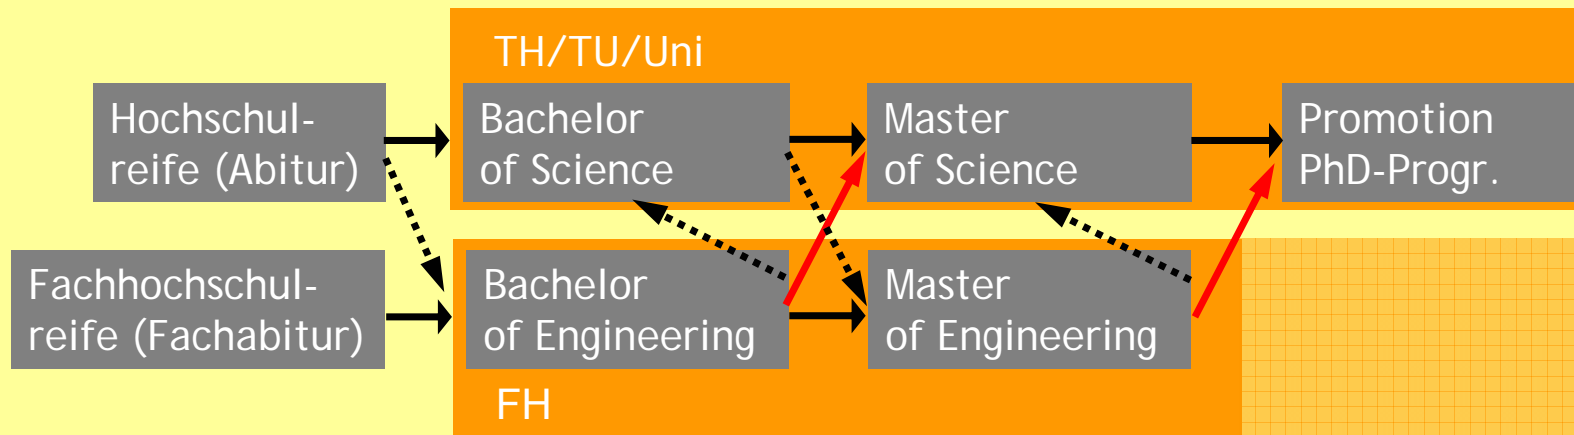 TH/TU/Uni
Hochschul-
reife (Abitur)
Bachelor
of Science
Master
of Science
Promotion
PhD-Progr.
Fachhochschul-
reife (Fachabitur)
Bachelor
of Engineering
Master
of Engineering
FH